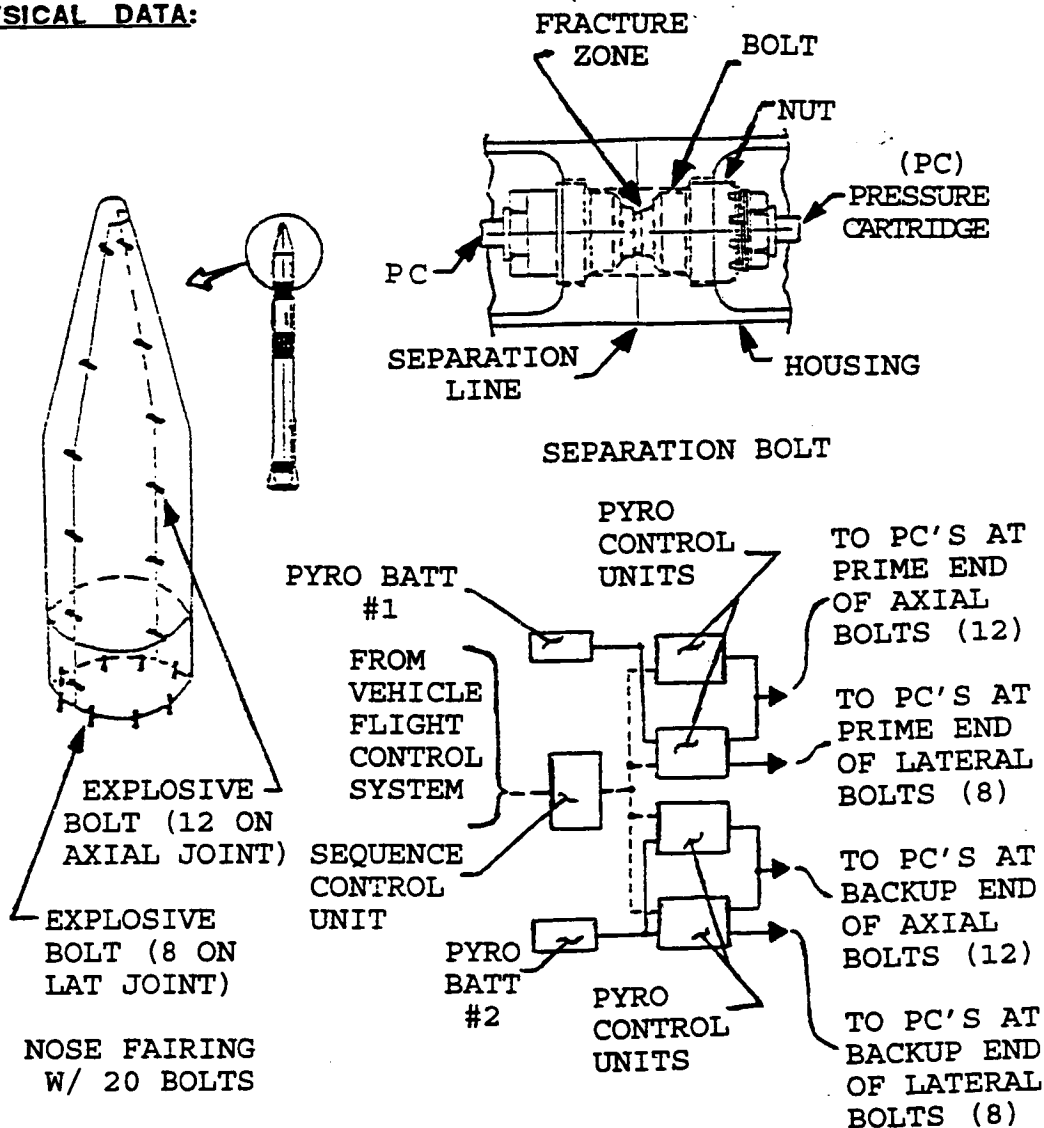 YSICAL DATA:
FRACTURE
ZONE
BOLT
NUT
(PC)
PRESSURE
CARTRIDGE
PC
SEPARATION
LINE
HOUSING
SEPARATION BOLT
PYRO
CONTROL
UNITS
PYRO BATT
#1
FROM
VEHICLE
FLIGHT
CONTROL
SYSTEM
TO PC'S AT
PRIME END
OF AXIAL
BOLTS (12)
TO PC'S AT
PRIME END
OF LATERAL
BOLTS (8)
EXPLOSIVE
BOLT (12 ON
AXIAL JOINT)
SEQUENCE
CONTROL
UNIT
EXPLOSIVE
BOLT (8 ON
LAT JOINT)
PYRO
BATT
#2
PYRO
CONTROL
UNITS
TO PC'S AT
BACKUP END
OF AXIAL
BOLTS (12)
TO PC'S AT
BACKUP END
OF LATERAL
BOLTS (8)
NOSE FAIRING
W/ 20 BOLTS